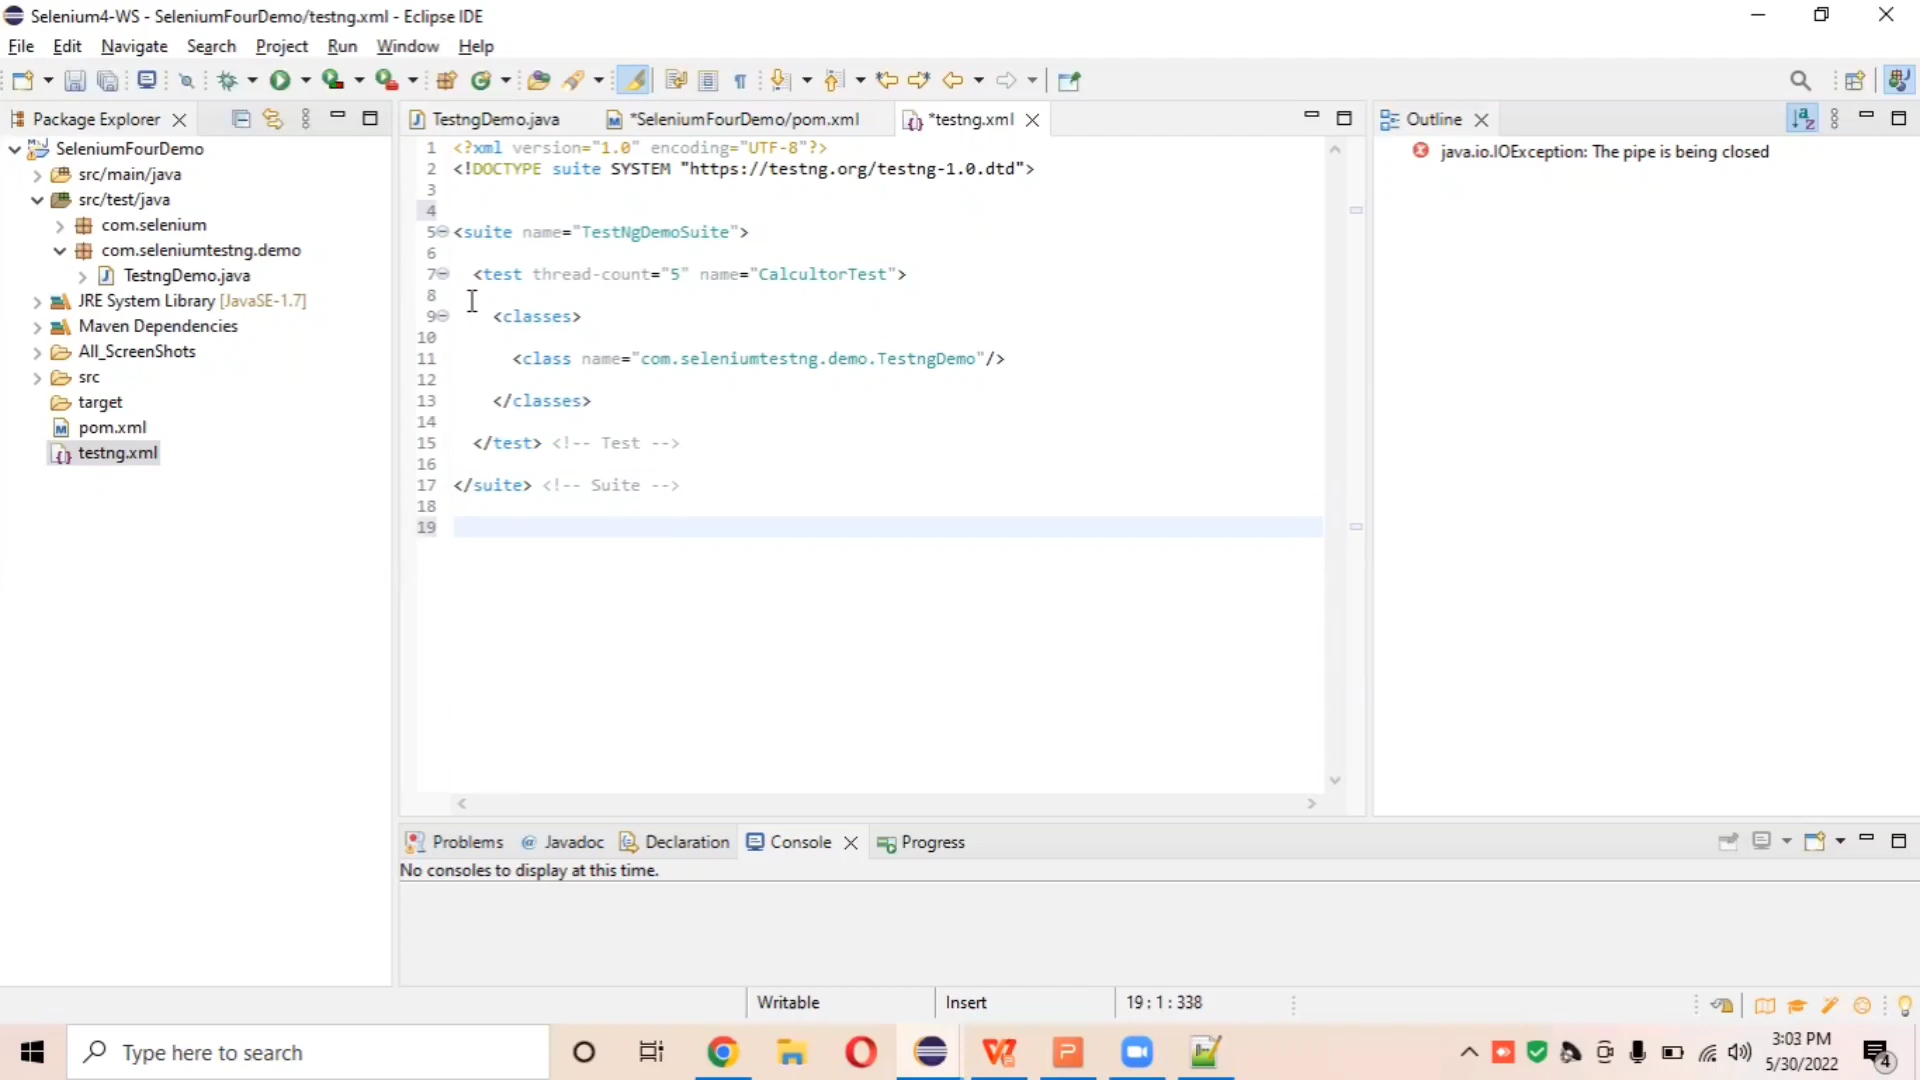 Selenium4-WS - SeleniumFourDemo/testng.xml - Eclipse IDE
File Edit Navigate Search Project Run Window Help
Package Explorer
SeleniumFourDemo
src/main/java
src/test/java
com.selenium
com.seleniumtestng.demo
TestngDemo.java
JRE System Library [JavaSE-1.7]
Maven Dependencies
All_ScreenShots
src
target
pom.xml
testng.xml
TestngDemo.java *SeleniumFourDemo/pom.xml *testng.xml
1 <?xml version="1.0" encoding="UTF-8"?>
2 <!DOCTYPE suite SYSTEM "https://testng.org/testng-1.0.dtd">
3
4
5 <suite name="TestNgDemoSuite">
6
7 <test thread-count="5" name="CalcultorTest">
8
9 <classes>
10
11 <class name="com.seleniumtestng.demo.TestngDemo"/>
12
13 </classes>
14
15 </test> <!-- Test -->
16
17 </suite> <!-- Suite -->
18
19
Outline
java.io.IOException: The pipe is being closed
Problems @ Javadoc Declaration Console Progress
No consoles to display at this time.
Writable Insert 19 : 1 : 338
Type here to search
3:03 PM
5/30/2022
4